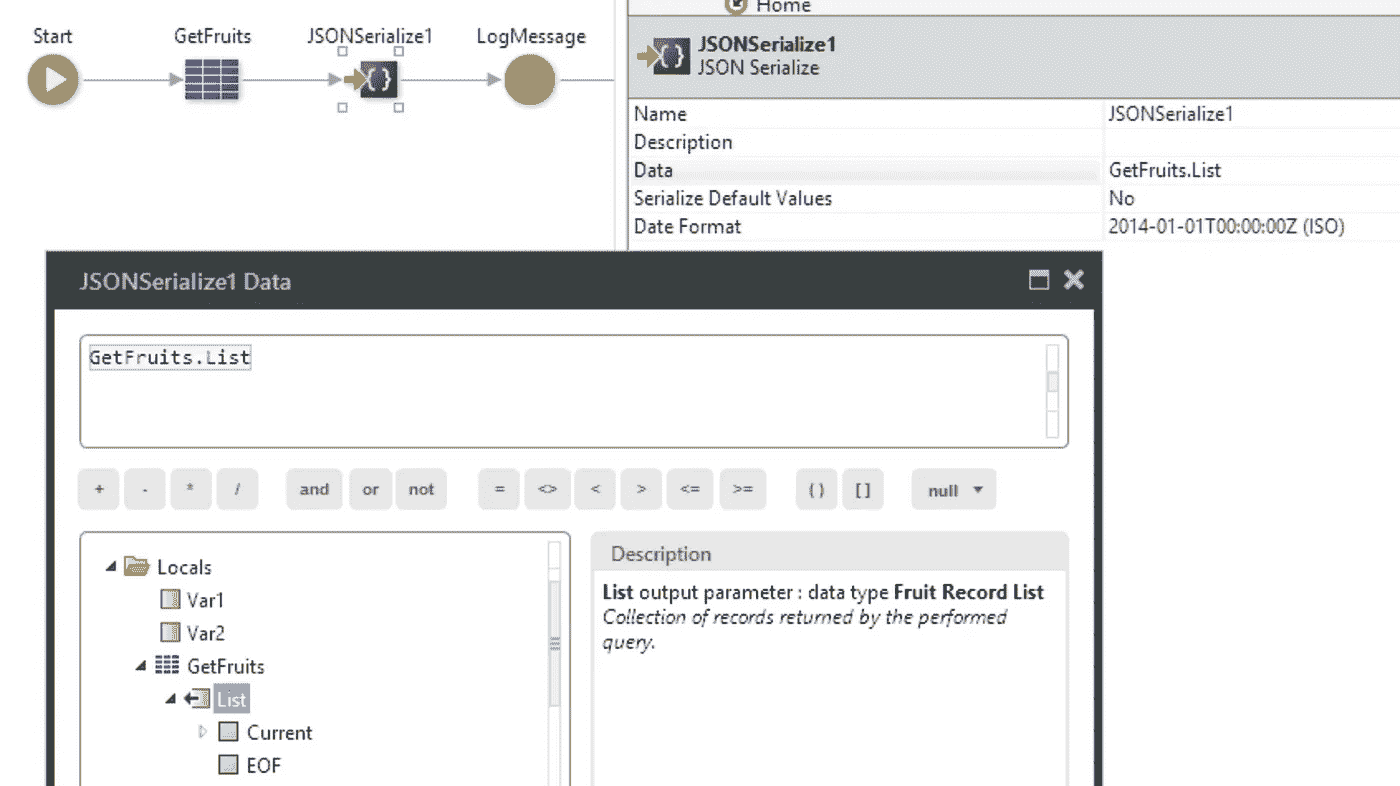 Start
GetFruits
JSONSerialize1
LogMessage
Home
JSONSerialize1
JSON Serialize
Name JSONSerialize1
Description
Data GetFruits.List
Serialize Default Values No
Date Format 2014-01-01T00:00:00Z (ISO)
JSONSerialize1 Data
GetFruits.List
+ - * / and or not = <> < > <= >= ( ) [ ] null
Locals
Var1
Var2
GetFruits
List
Current
EOF
Description
List output parameter : data type Fruit Record List
Collection of records returned by the performed
query.